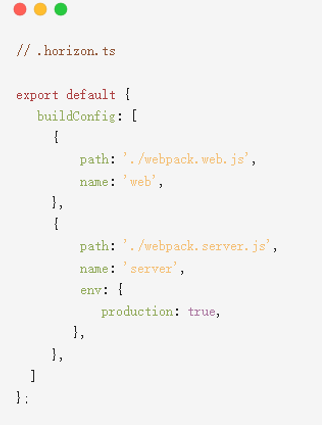 // .horizon.ts
export default {
buildConfig: [
{
path: './webpack.web.js',
name: 'web',
},
{
path: './webpack.server.js',
name: 'server',
env: {
production: true,
},
},
]
};